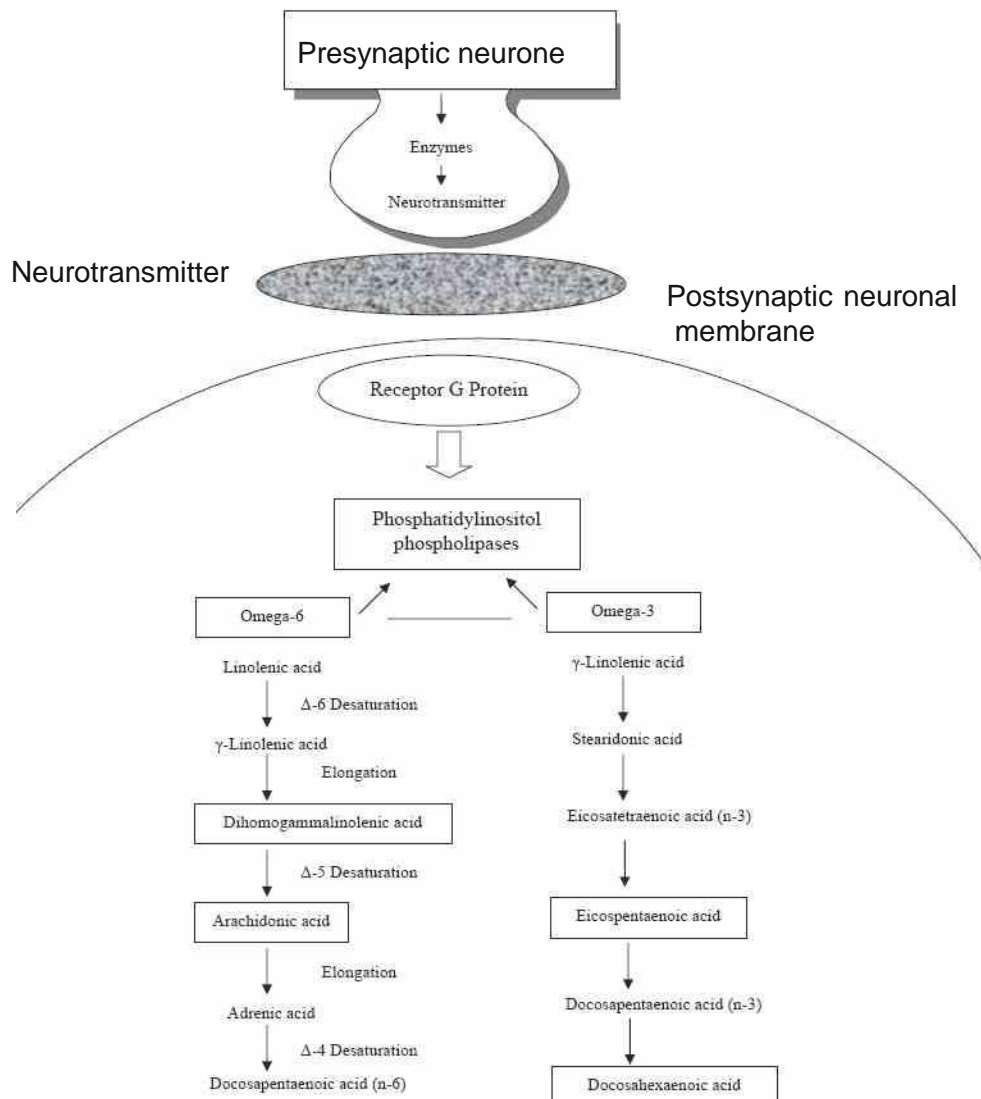 Presynaptic neurone
Enzymes
Neurotransmitter
Neurotransmitter
Postsynaptic neuronal
membrane
Receptor G Protein
Phosphatidylinositol
phospholipases
Omega-6
Omega-3
Linolenic acid
γ-Linolenic acid
Δ-6 Desaturation
γ-Linolenic acid
Stearidonic acid
Elongation
Dihomogammalinolenic acid
Eicosatetraenoic acid (n-3)
Δ-5 Desaturation
Arachidonic acid
Eicospentaenoic acid
Elongation
Adrenic acid
Docosapentaenoic acid (n-3)
Δ-4 Desaturation
Docosapentaenoic acid (n-6)
Docosahexaenoic acid